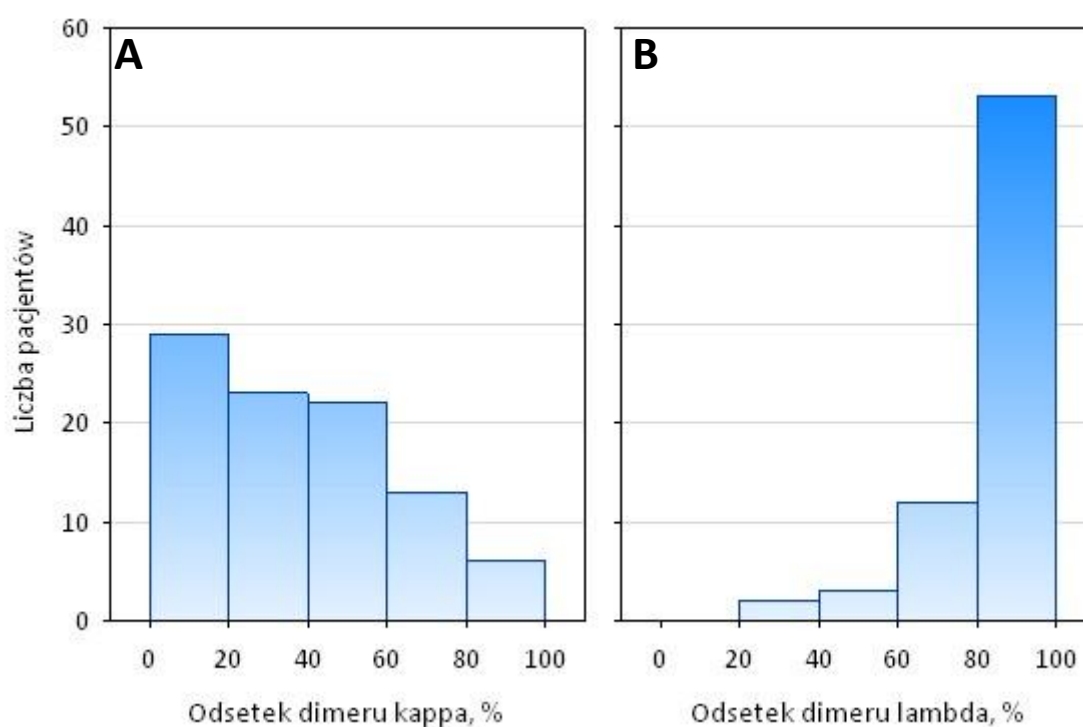 A
B
60
50
40
30
20
10
0
Liczba pacjentów
0 20 40 60 80 100
0 20 40 60 80 100
Odsetek dimeru kappa, %
Odsetek dimeru lambda, %